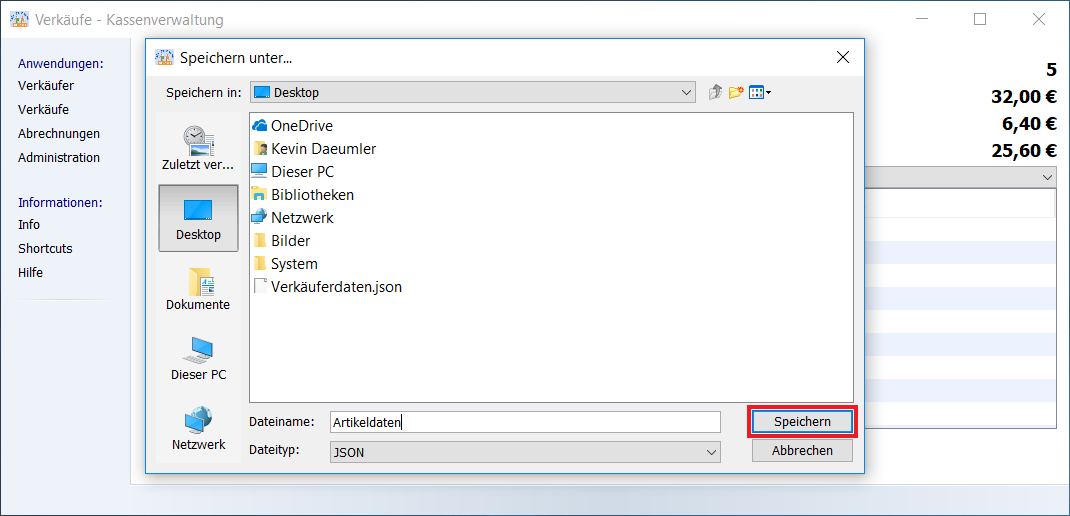 Verkäufe - Kassenverwaltung
Anwendungen:
Verkäufer
Verkäufe
Abrechnungen
Administration
Informationen:
Info
Shortcuts
Hilfe
Speichern unter...
Speichern in:
Desktop
Zuletzt ver...
Desktop
Dokumente
Dieser PC
Netzwerk
OneDrive
Kevin Daeumler
Dieser PC
Bibliotheken
Netzwerk
Bilder
System
Verkäuferdaten.json
Dateiname:
Artikeldaten
Speichern
Dateityp:
JSON
Abbrechen
5
32,00 €
6,40 €
25,60 €